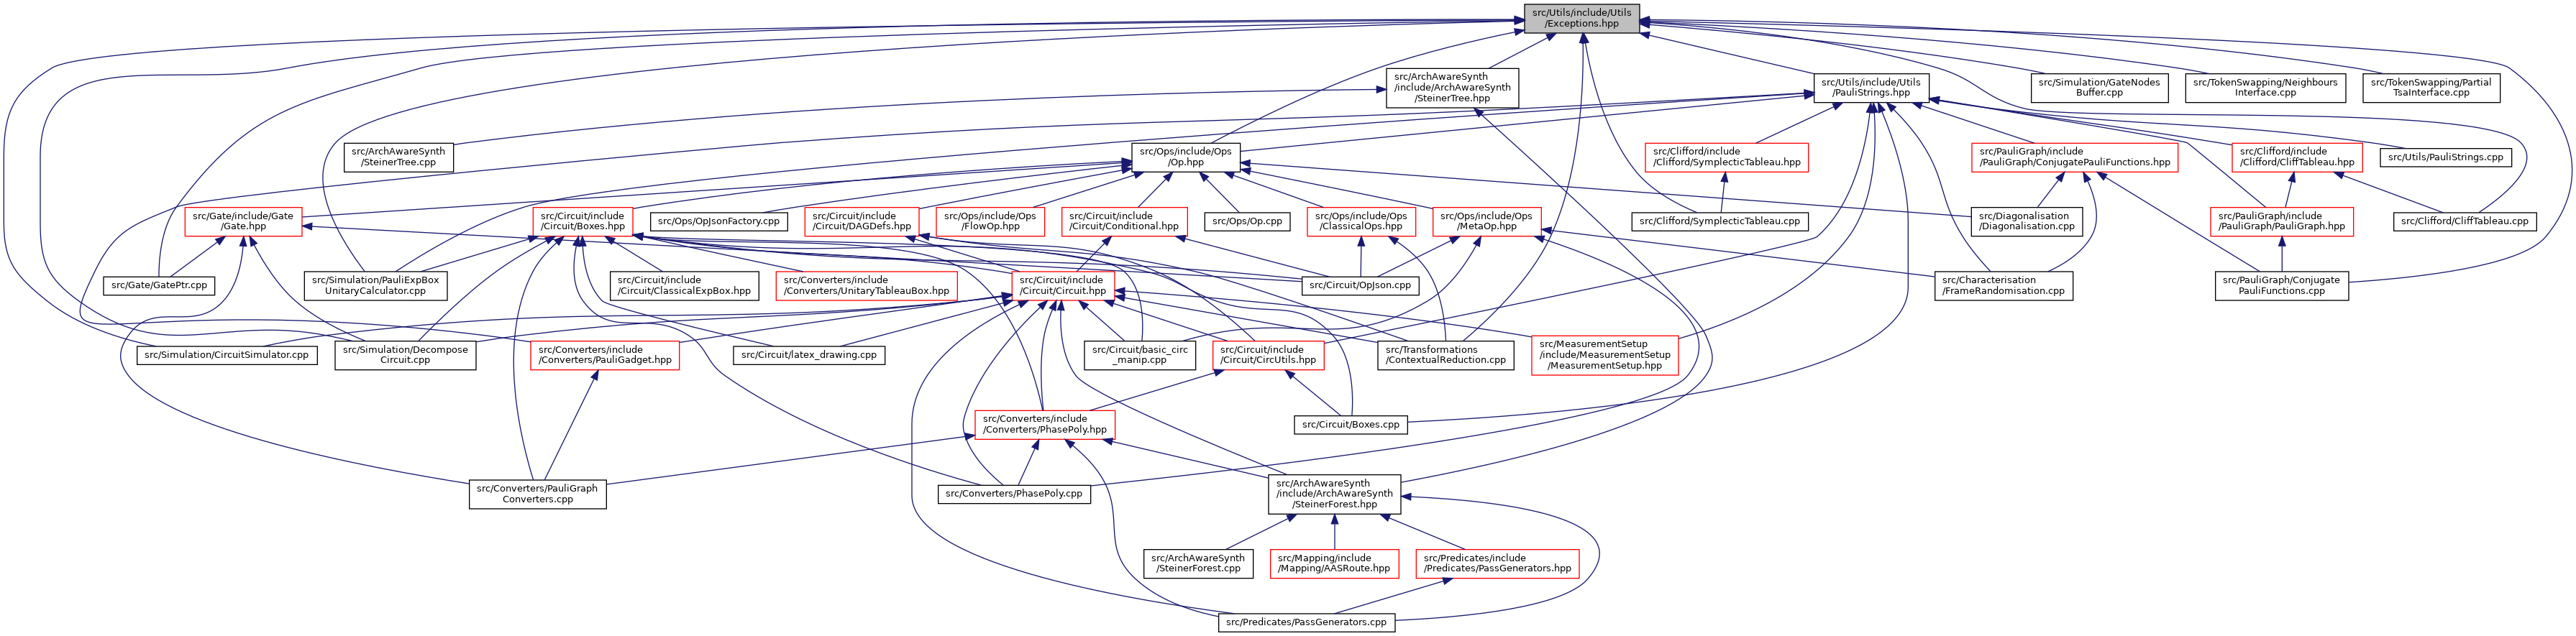 src/Utils/include/Utils
/Exceptions.hpp
src/ArchAwareSynth
/include/ArchAwareSynth
/SteinerTree.hpp
src/Utils/include/Utils
/PauliStrings.hpp
src/Simulation/GateNodes
Buffer.cpp
src/TokenSwapping/Neighbours
Interface.cpp
src/TokenSwapping/Partial
TsaInterface.cpp
src/ArchAwareSynth
/SteinerTree.cpp
src/Ops/include/Ops
/Op.hpp
src/Clifford/include
/Clifford/SymplecticTableau.hpp
src/PauliGraph/include
/PauliGraph/ConjugatePauliFunctions.hpp
src/Clifford/include
/Clifford/CliffTableau.hpp
src/Utils/PauliStrings.cpp
src/Gate/include/Gate
/Gate.hpp
src/Circuit/include
/Circuit/Boxes.hpp
src/Ops/OpJsonFactory.cpp
src/Circuit/include
/Circuit/DAGDefs.hpp
src/Ops/include/Ops
/FlowOp.hpp
src/Circuit/include
/Circuit/Conditional.hpp
src/Ops/Op.cpp
src/Ops/include/Ops
/ClassicalOps.hpp
src/Ops/include/Ops
/MetaOp.hpp
src/Clifford/SymplecticTableau.cpp
src/Diagonalisation
/Diagonalisation.cpp
src/PauliGraph/include
/PauliGraph/PauliGraph.hpp
src/Clifford/CliffTableau.cpp
src/Gate/GatePtr.cpp
src/Simulation/PauliExpBox
UnitaryCalculator.cpp
src/Circuit/include
/Circuit/ClassicalExpBox.hpp
src/Converters/include
/Converters/UnitaryTableauBox.hpp
src/Circuit/include
/Circuit/Circuit.hpp
src/Circuit/OpJson.cpp
src/Characterisation
/FrameRandomisation.cpp
src/PauliGraph/Conjugate
PauliFunctions.cpp
src/Simulation/CircuitSimulator.cpp
src/Simulation/Decompose
Circuit.cpp
src/Converters/include
/Converters/PauliGadget.hpp
src/Circuit/latex_drawing.cpp
src/Circuit/basic_circ
_manip.cpp
src/Circuit/include
/Circuit/CircUtils.hpp
src/Transformations
/ContextualReduction.cpp
src/MeasurementSetup
/include/MeasurementSetup
/MeasurementSetup.hpp
src/Converters/include
/Converters/PhasePoly.hpp
src/Circuit/Boxes.cpp
src/Converters/PauliGraph
Converters.cpp
src/Converters/PhasePoly.cpp
src/ArchAwareSynth
/include/ArchAwareSynth
/SteinerForest.hpp
src/ArchAwareSynth
/SteinerForest.cpp
src/Mapping/include
/Mapping/AASRoute.hpp
src/Predicates/include
/Predicates/PassGenerators.hpp
src/Predicates/PassGenerators.cpp